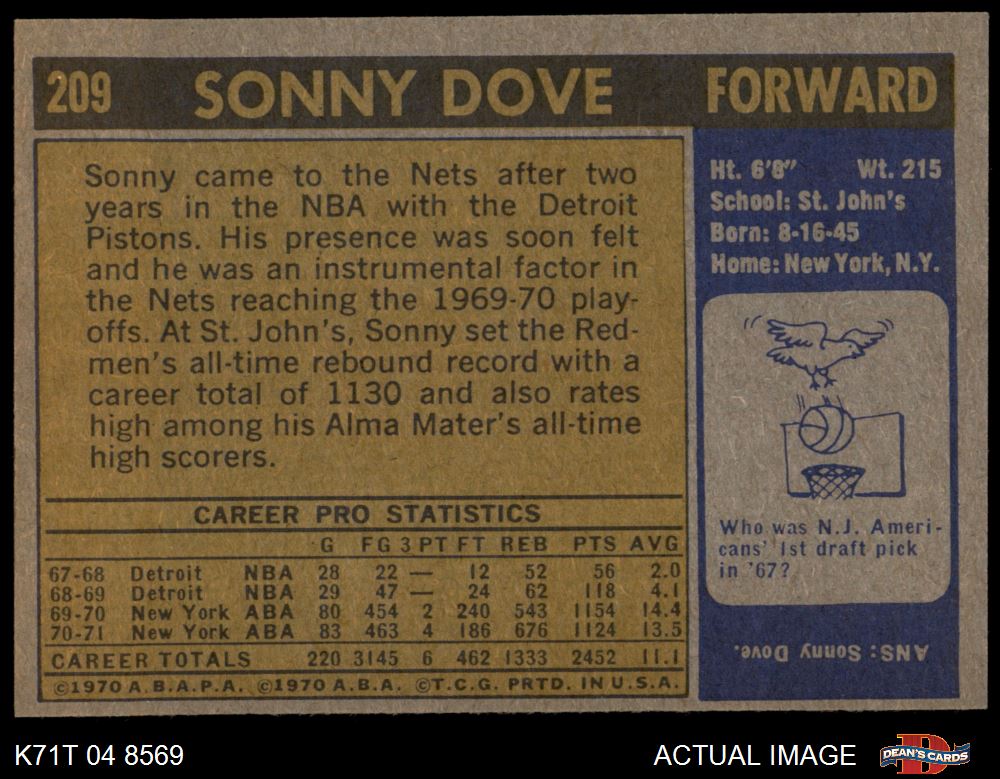 209 SONNY DOVE FORWARD
Sonny came to the Nets after two
years in the NBA with the Detroit
Pistons. His presence was soon felt
and he was an instrumental factor in
the Nets reaching the 1969-70 play-
offs. At St. John's, Sonny set the Red-
men's all-time rebound record with a
career total of 1130 and also rates
high among his Alma Mater's all-time
high scorers.
CAREER PRO STATISTICS
G FG 3 PT FT REB PTS AVG
67-68 Detroit NBA 28 22 — 12 52 56 2.0
68-69 Detroit NBA 29 47 — 24 62 118 4.1
69-70 New York ABA 80 454 2 240 543 1154 14.4
70-71 New York ABA 83 463 4 186 676 1124 13.5
CAREER TOTALS 220 3145 6 462 1333 2452 11.1
©1970 A.B.A.P.A. ©1970 A.B.A. ©T.C.G. PRTD. IN U.S.A.
Ht. 6'8" Wt. 215
School: St. John's
Born: 8-16-45
Home: New York, N.Y.
Who was N.J. Ameri-
cans' 1st draft pick
in '67?
ANS: Sonny Dove.
K71T 04 8569 ACTUAL IMAGE DEAN'S CARDS